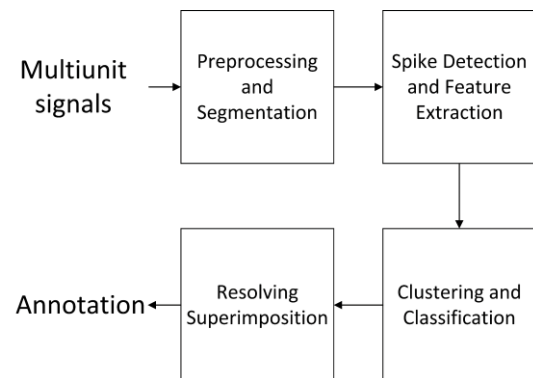 Multiunit
signals
Preprocessing
and
Segmentation
Spike Detection
and Feature
Extraction
Clustering and
Classification
Resolving
Superimposition
Annotation